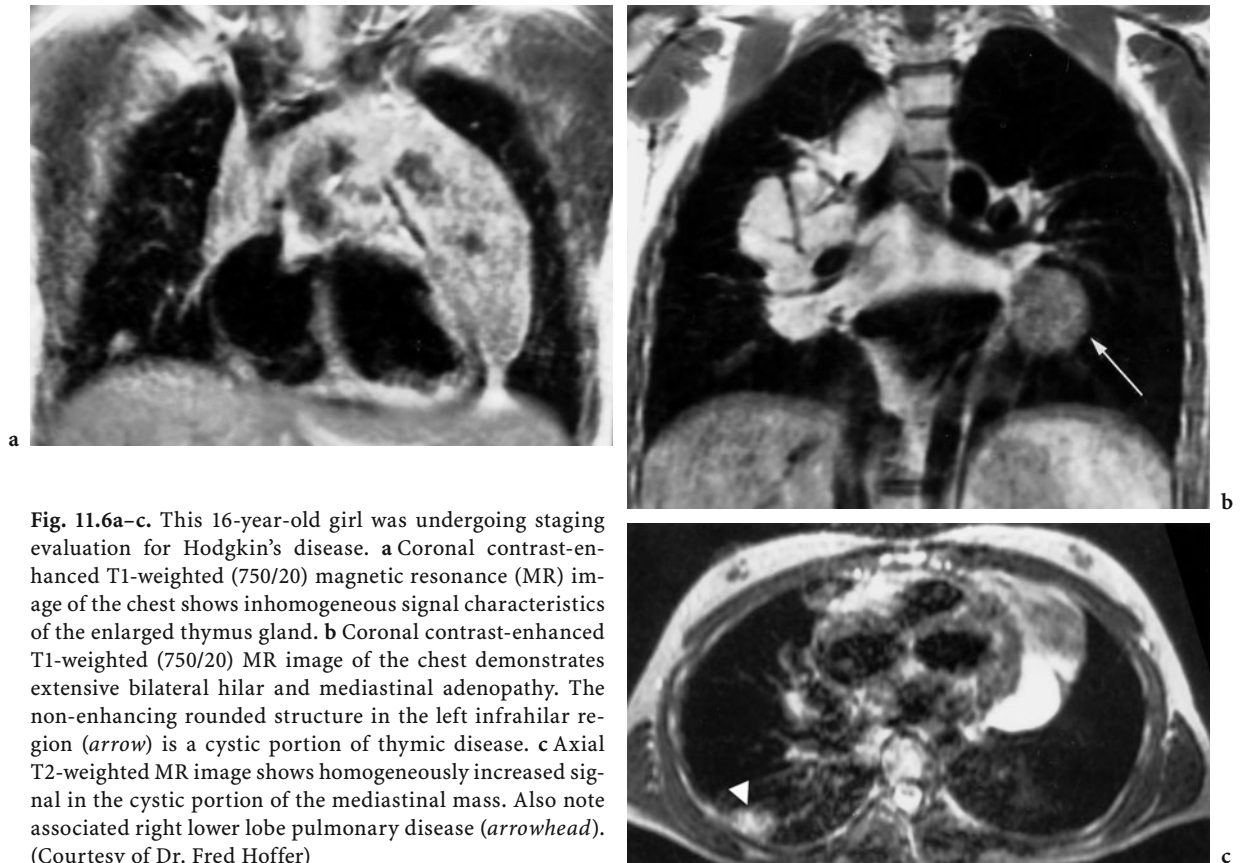 a
b
Fig. 11.6a–c. This 16-year-old girl was undergoing staging
evaluation for Hodgkin's disease. a Coronal contrast-en-
hanced T1-weighted (750/20) magnetic resonance (MR) im-
age of the chest shows inhomogeneous signal characteristics
of the enlarged thymus gland. b Coronal contrast-enhanced
T1-weighted (750/20) MR image of the chest demonstrates
extensive bilateral hilar and mediastinal adenopathy. The
non-enhancing rounded structure in the left infrahilar re-
gion (arrow) is a cystic portion of thymic disease. c Axial
T2-weighted MR image shows homogeneously increased sig-
nal in the cystic portion of the mediastinal mass. Also note
associated right lower lobe pulmonary disease (arrowhead).
(Courtesy of Dr. Fred Hoffer)
c